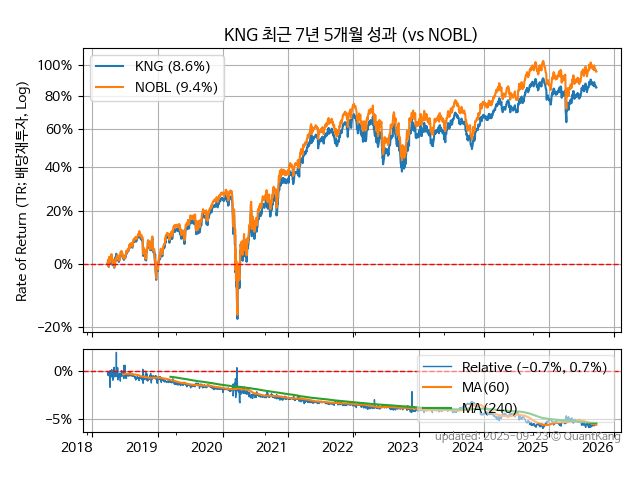 KNG 최근 7년 5개월 성과 (vs NOBL)
Rate of Return (TR: 배당재투자, Log)
100%
80%
60%
40%
20%
0%
−20%
KNG (8.6%)
NOBL (9.4%)
0%
−5%
Relative (−0.7%, 0.7%)
MA(60)
MA(240)
updated: 2025-09-23 © QuantKang
2018
2019
2020
2021
2022
2023
2024
2025
2026